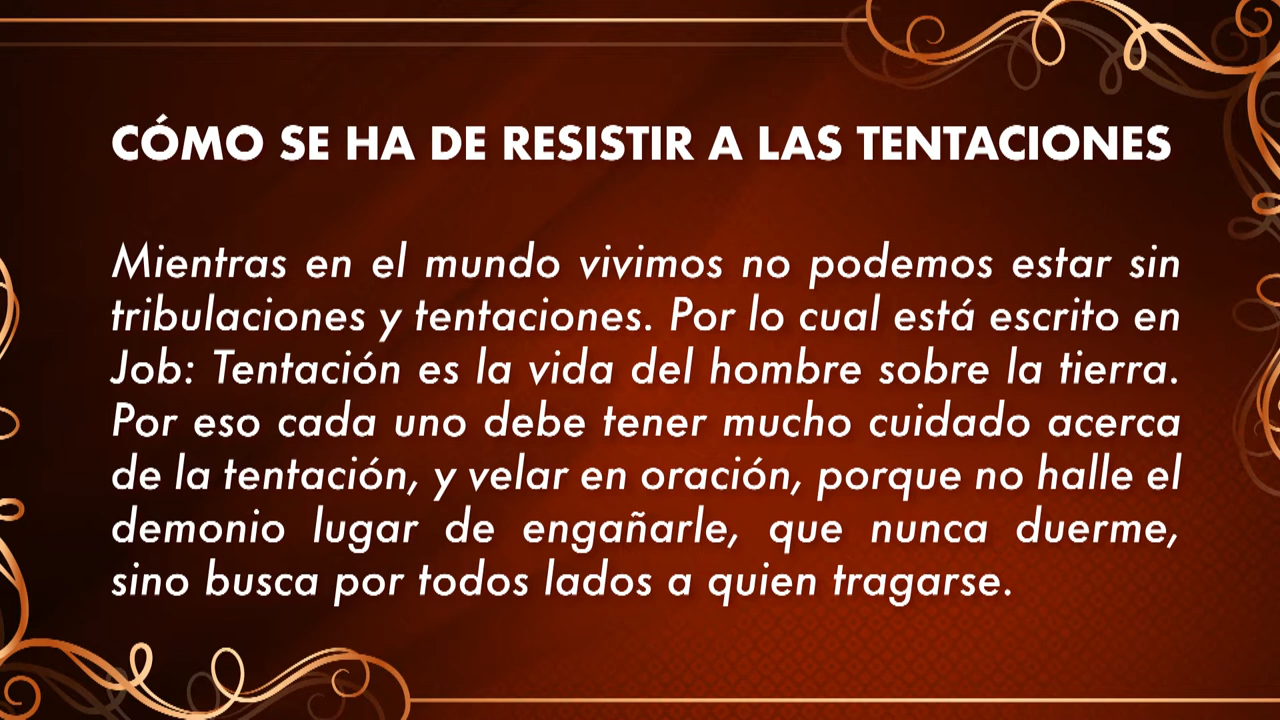 CÓMO SE HA DE RESISTIR A LAS TENTACIONES
Mientras en el mundo vivimos no podemos estar sin
tribulaciones y tentaciones. Por lo cual está escrito en
Job: Tentación es la vida del hombre sobre la tierra.
Por eso cada uno debe tener mucho cuidado acerca
de la tentación, y velar en oración, porque no halle el
demonio lugar de engañarle, que nunca duerme,
sino busca por todos lados a quien tragarse.